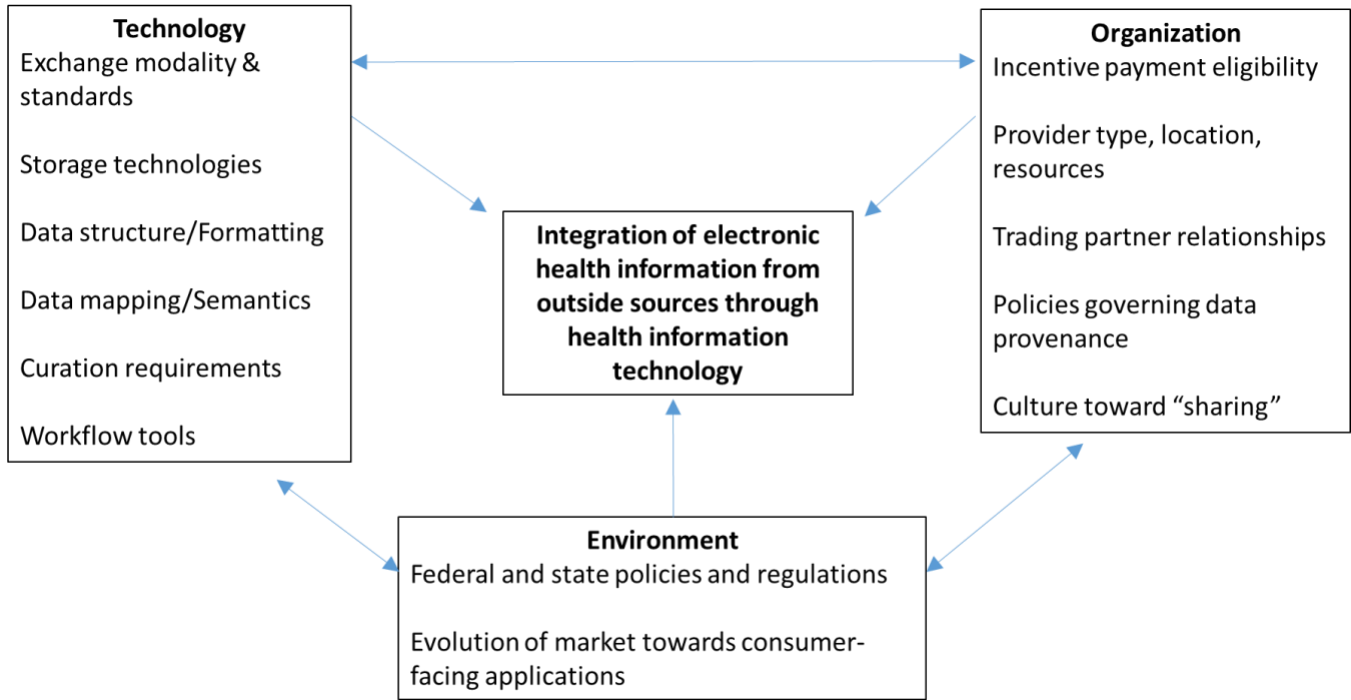 Technology
Exchange modality &
standards
Storage technologies
Data structure/Formatting
Data mapping/Semantics
Curation requirements
Workflow tools
Organization
Incentive payment eligibility
Provider type, location,
resources
Trading partner relationships
Policies governing data
provenance
Culture toward “sharing”
Integration of electronic
health information from
outside sources through
health information
technology
Environment
Federal and state policies and regulations
Evolution of market towards consumer-
facing applications